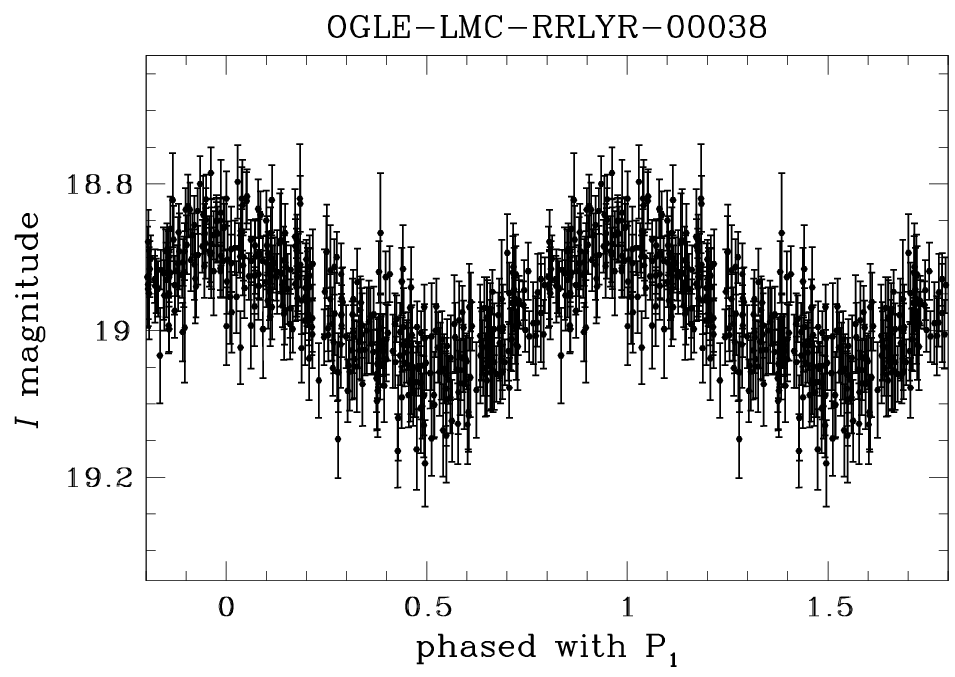 OGLE-LMC-RRLYR-00038
18.8
19
19.2
I magnitude
0 0.5 1 1.5
phased with P₁